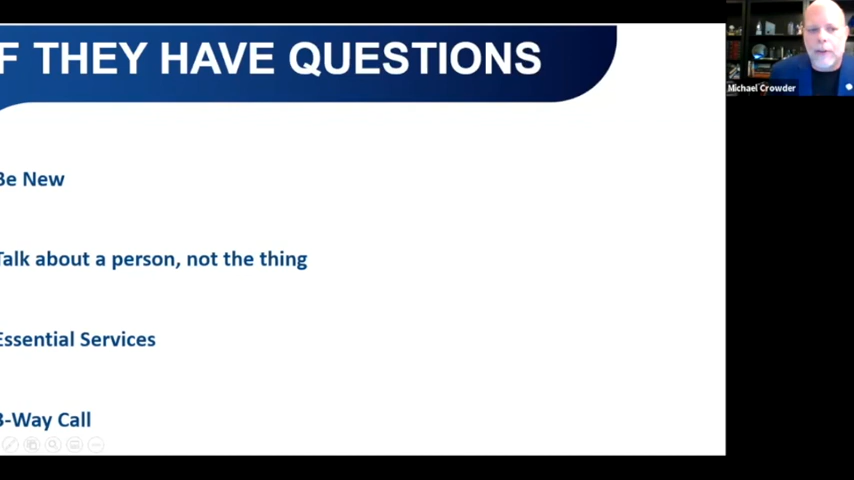 F THEY HAVE QUESTIONS
Michael Crowder
Be New
Talk about a person, not the thing
Essential Services
3-Way Call